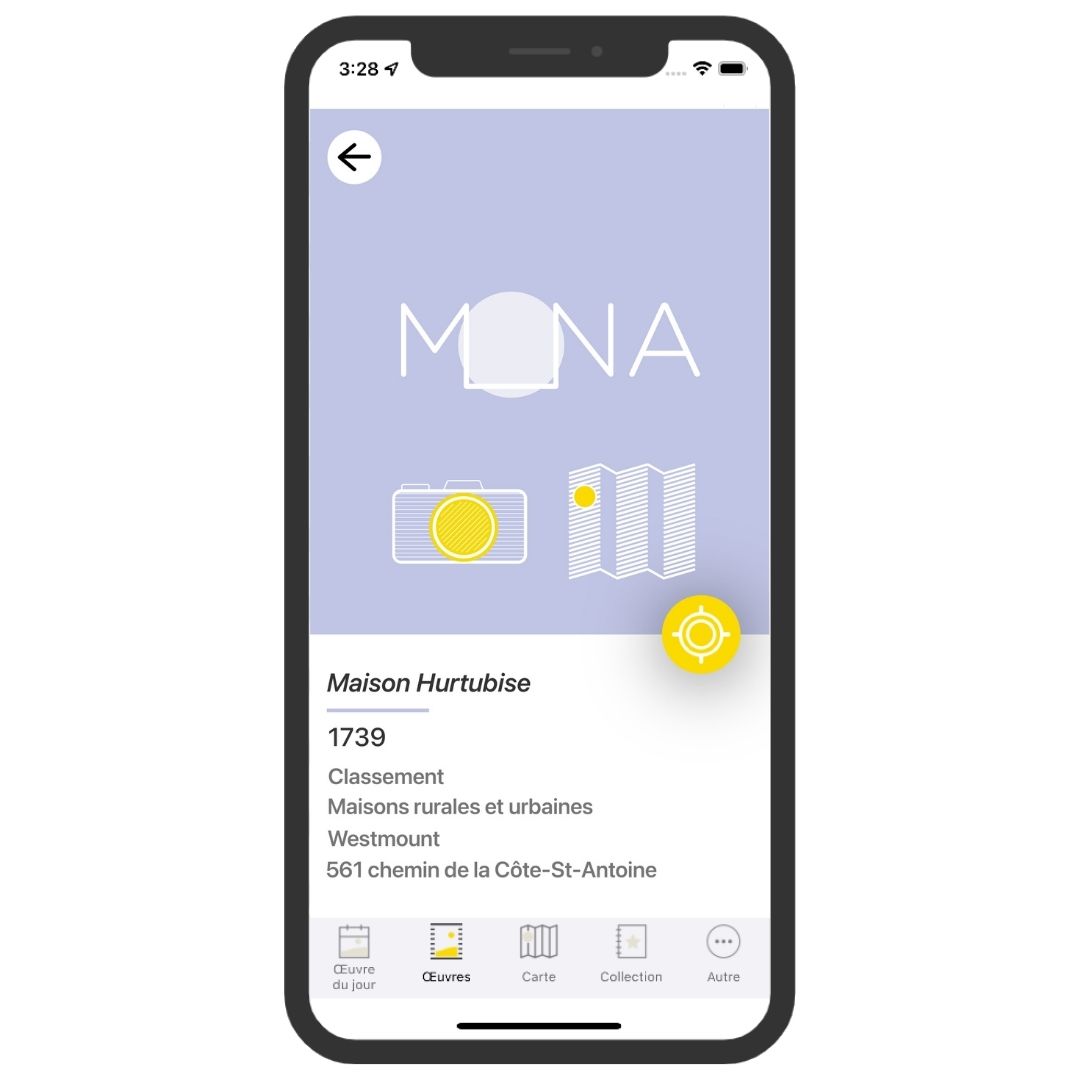 3:28
MONA
Maison Hurtubise
1739
Classement
Maisons rurales et urbaines
Westmount
561 chemin de la Côte-St-Antoine
Œuvre
du jour
Œuvres
Carte
Collection
Autre